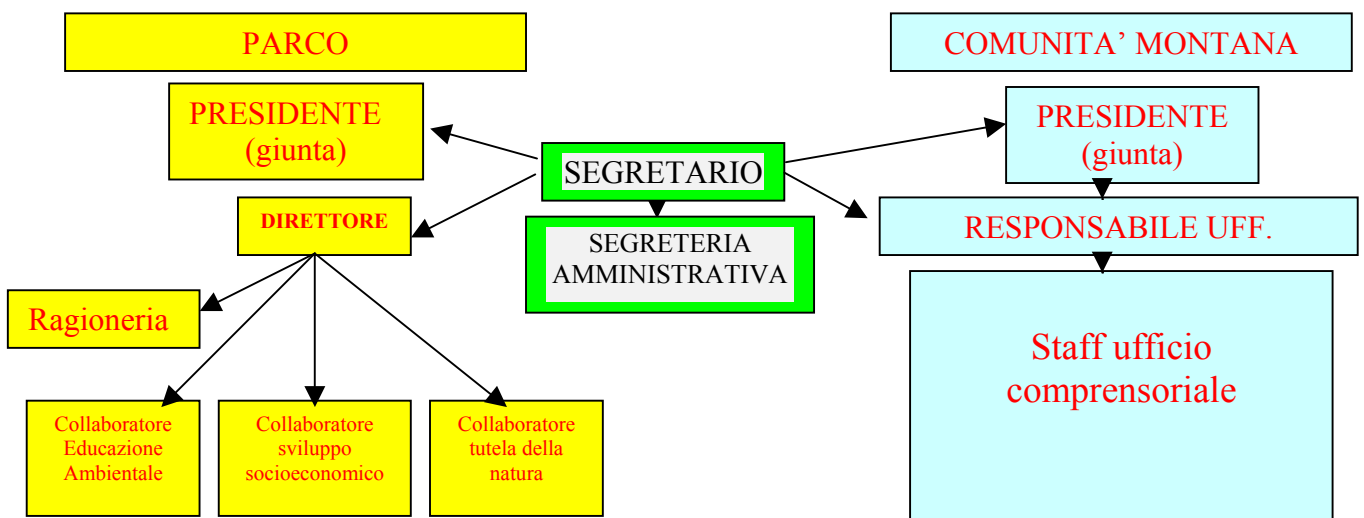 PARCO
COMUNITA’ MONTANA
PRESIDENTE
(giunta)
PRESIDENTE
(giunta)
SEGRETARIO
DIRETTORE
SEGRETERIA
AMMINISTRATIVA
RESPONSABILE UFF.
Ragioneria
Staff ufficio
comprensoriale
Collaboratore
Educazione
Ambientale
Collaboratore
sviluppo
socioeconomico
Collaboratore
tutela della
natura